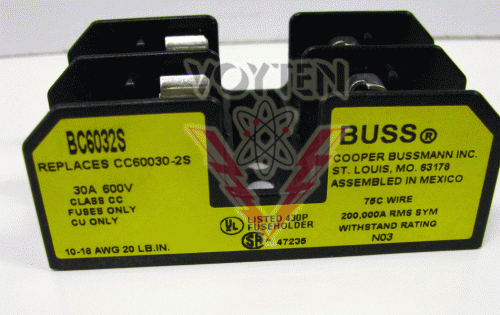 VOYTEN
BC6032S
REPLACES CC60030-2S
30A 600V
CLASS CC
FUSES ONLY
CU ONLY
10-18 AWG 20 LB.IN.
UL
LISTED 430P
FUSEHOLDER
SA 47235
BUSS®
COOPER BUSSMANN INC.
ST. LOUIS, MO. 63178
ASSEMBLED IN MEXICO
75C WIRE
200,000A RMS SYM
WITHSTAND RATING
N03